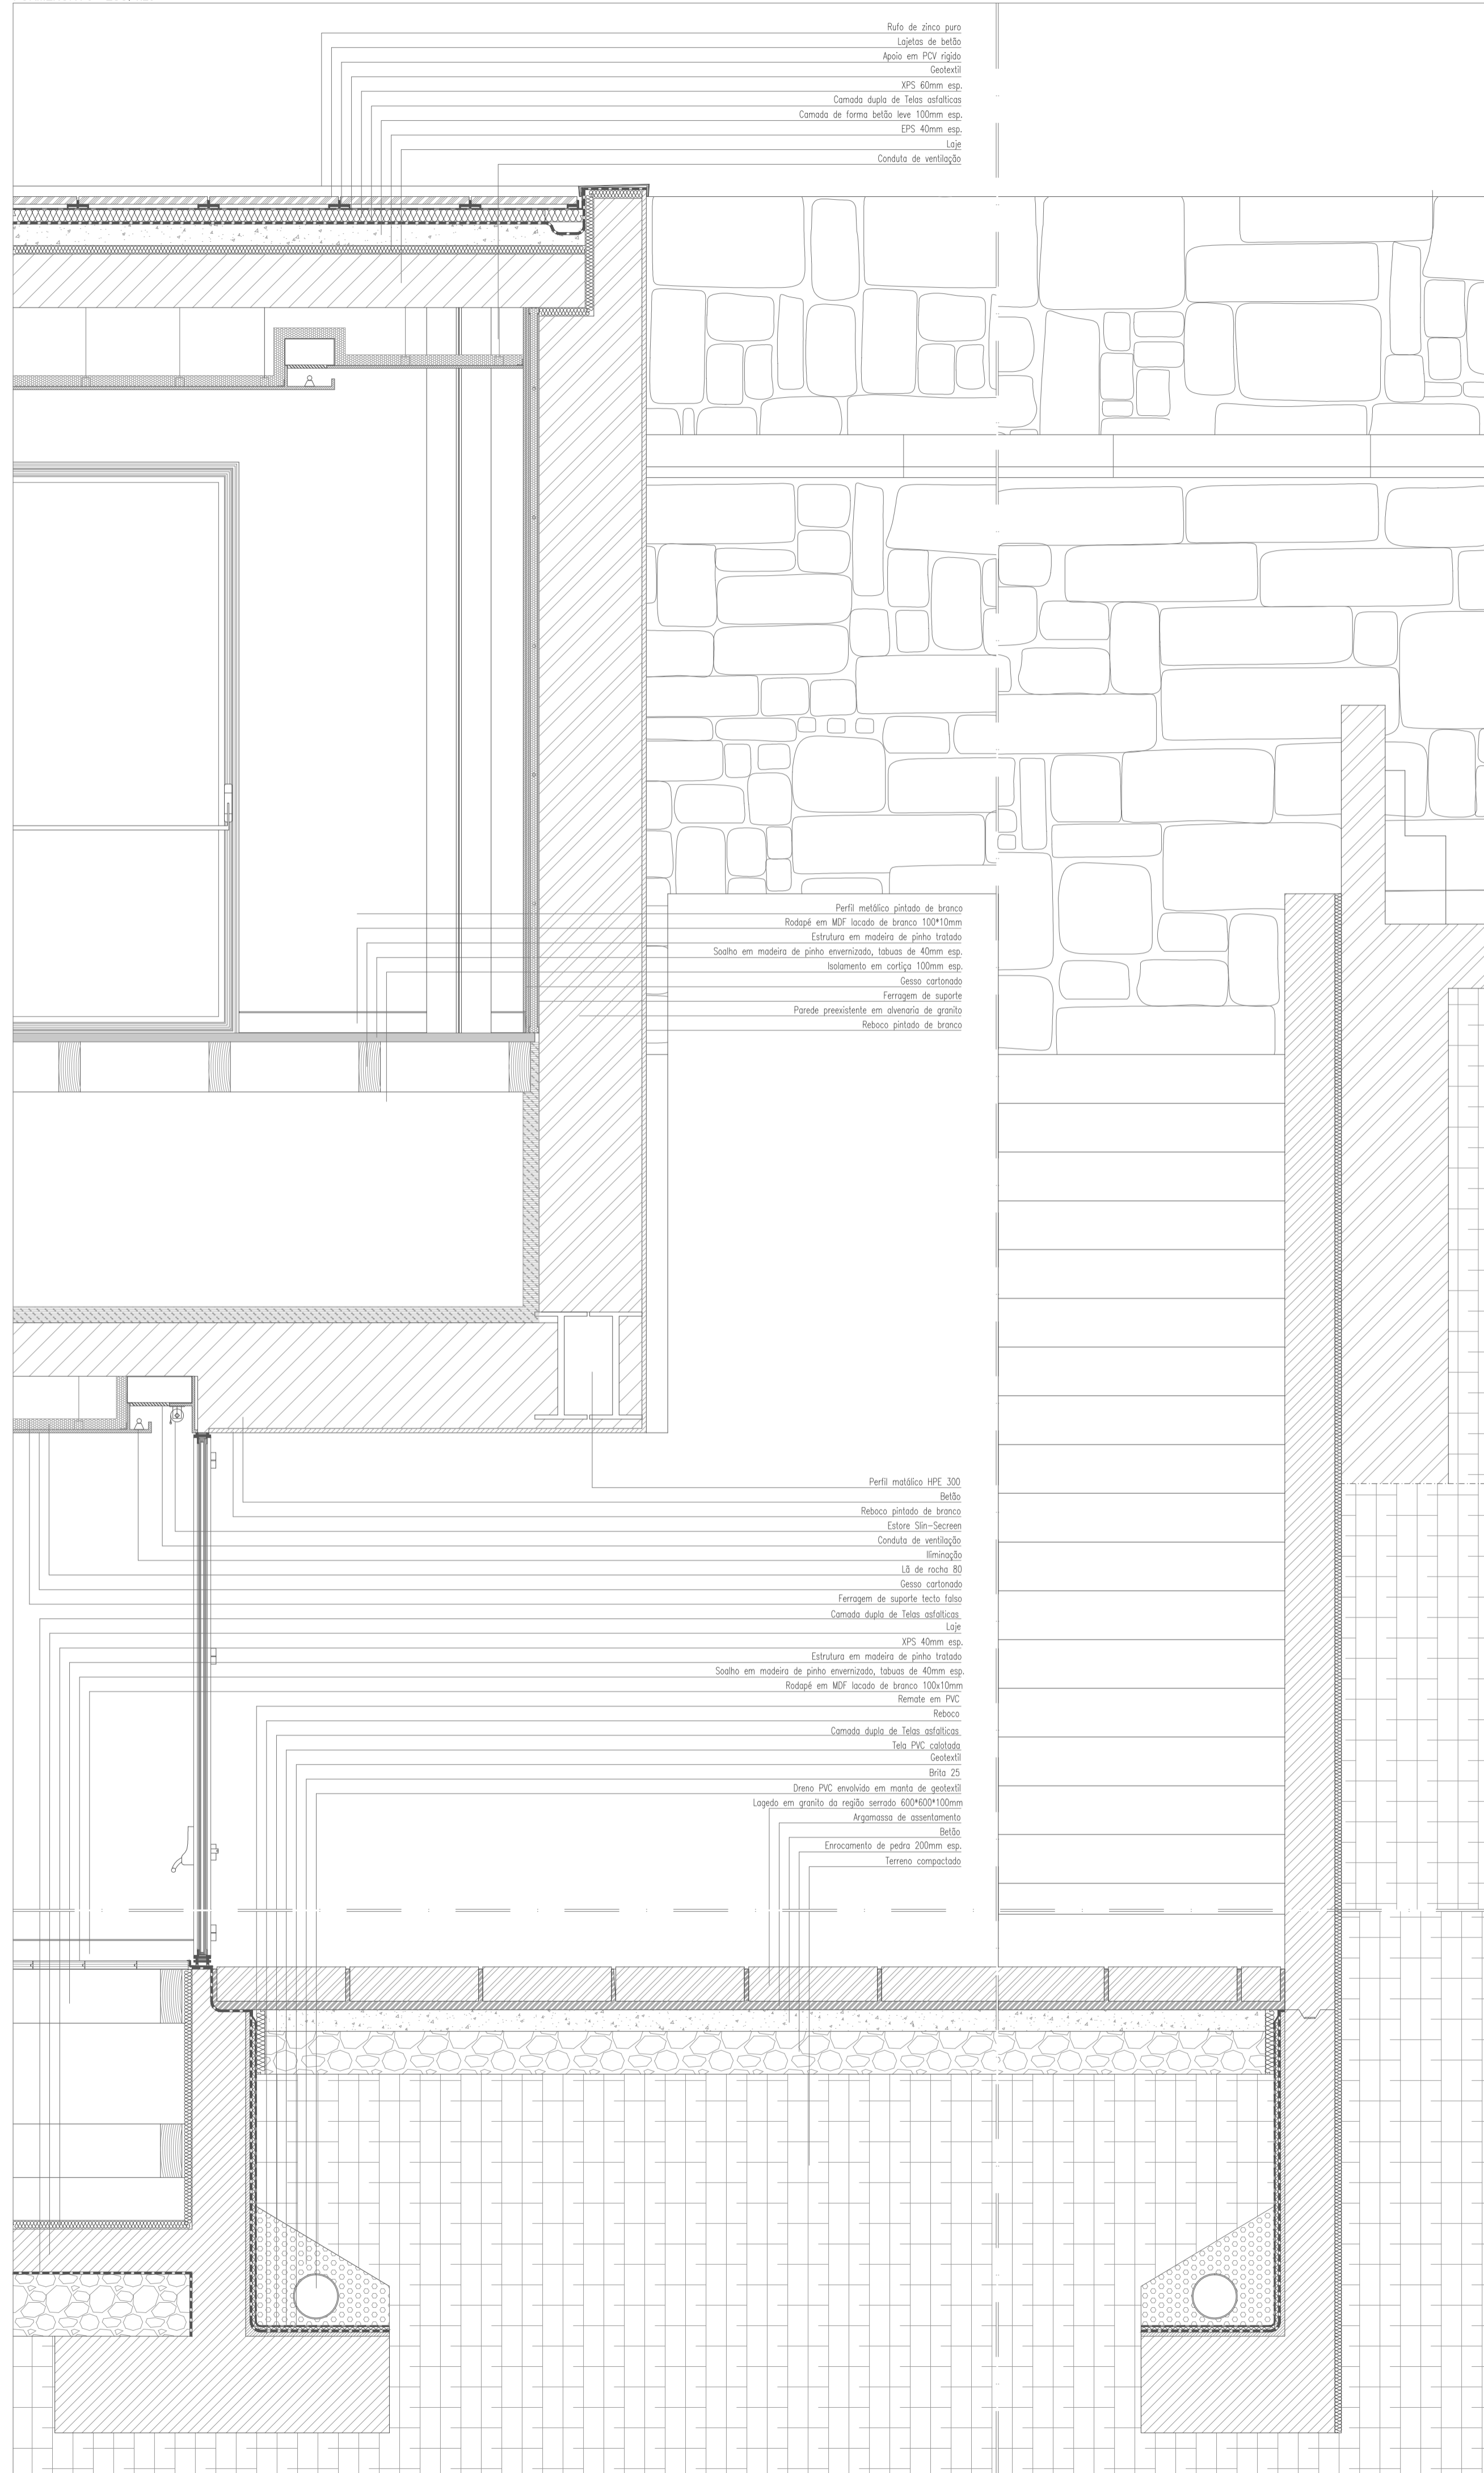 Rufo de zinco puro
Lajetas de betão
Apoio em PCV rigido
Geotextil
XPS 60mm esp.
Camada dupla de Telas asfalticas
Camada de forma betão leve 100mm esp.
EPS 40mm esp.
Laje
Conduta de ventilação
Perfil metálico pintado de branco
Rodapé em MDF lacado de branco 100*10mm
Estrutura em madeira de pinho tratado
Soalho em madeira de pinho envernizado, tabuas de 40mm esp.
Isolamento em cortiça 100mm esp.
Gesso cartonado
Ferragem de suporte
Parede preexistente em alvenaria de granito
Reboco pintado de branco
Perfil matálico HPE 300
Betão
Reboco pintado de branco
Estore Slin-Secreen
Conduta de ventilação
Iliminação
Lã de rocha 80
Gesso cartonado
Ferragem de suporte tecto falso
Camada dupla de Telas asfalticas
Laje
XPS 40mm esp.
Estrutura em madeira de pinho tratado
Soalho em madeira de pinho envernizado, tabuas de 40mm esp.
Rodapé em MDF lacado de branco 100x10mm
Remate em PVC
Reboco
Camada dupla de Telas asfalticas
Tela PVC calotada
Geotextil
Brita 25
Dreno PVC envolvido em manta de geotextil
Lagedo em granito da região serrado 600*600*100mm
Argamassa de assentamento
Betão
Enrocamento de pedra 200mm esp.
Terreno compactado